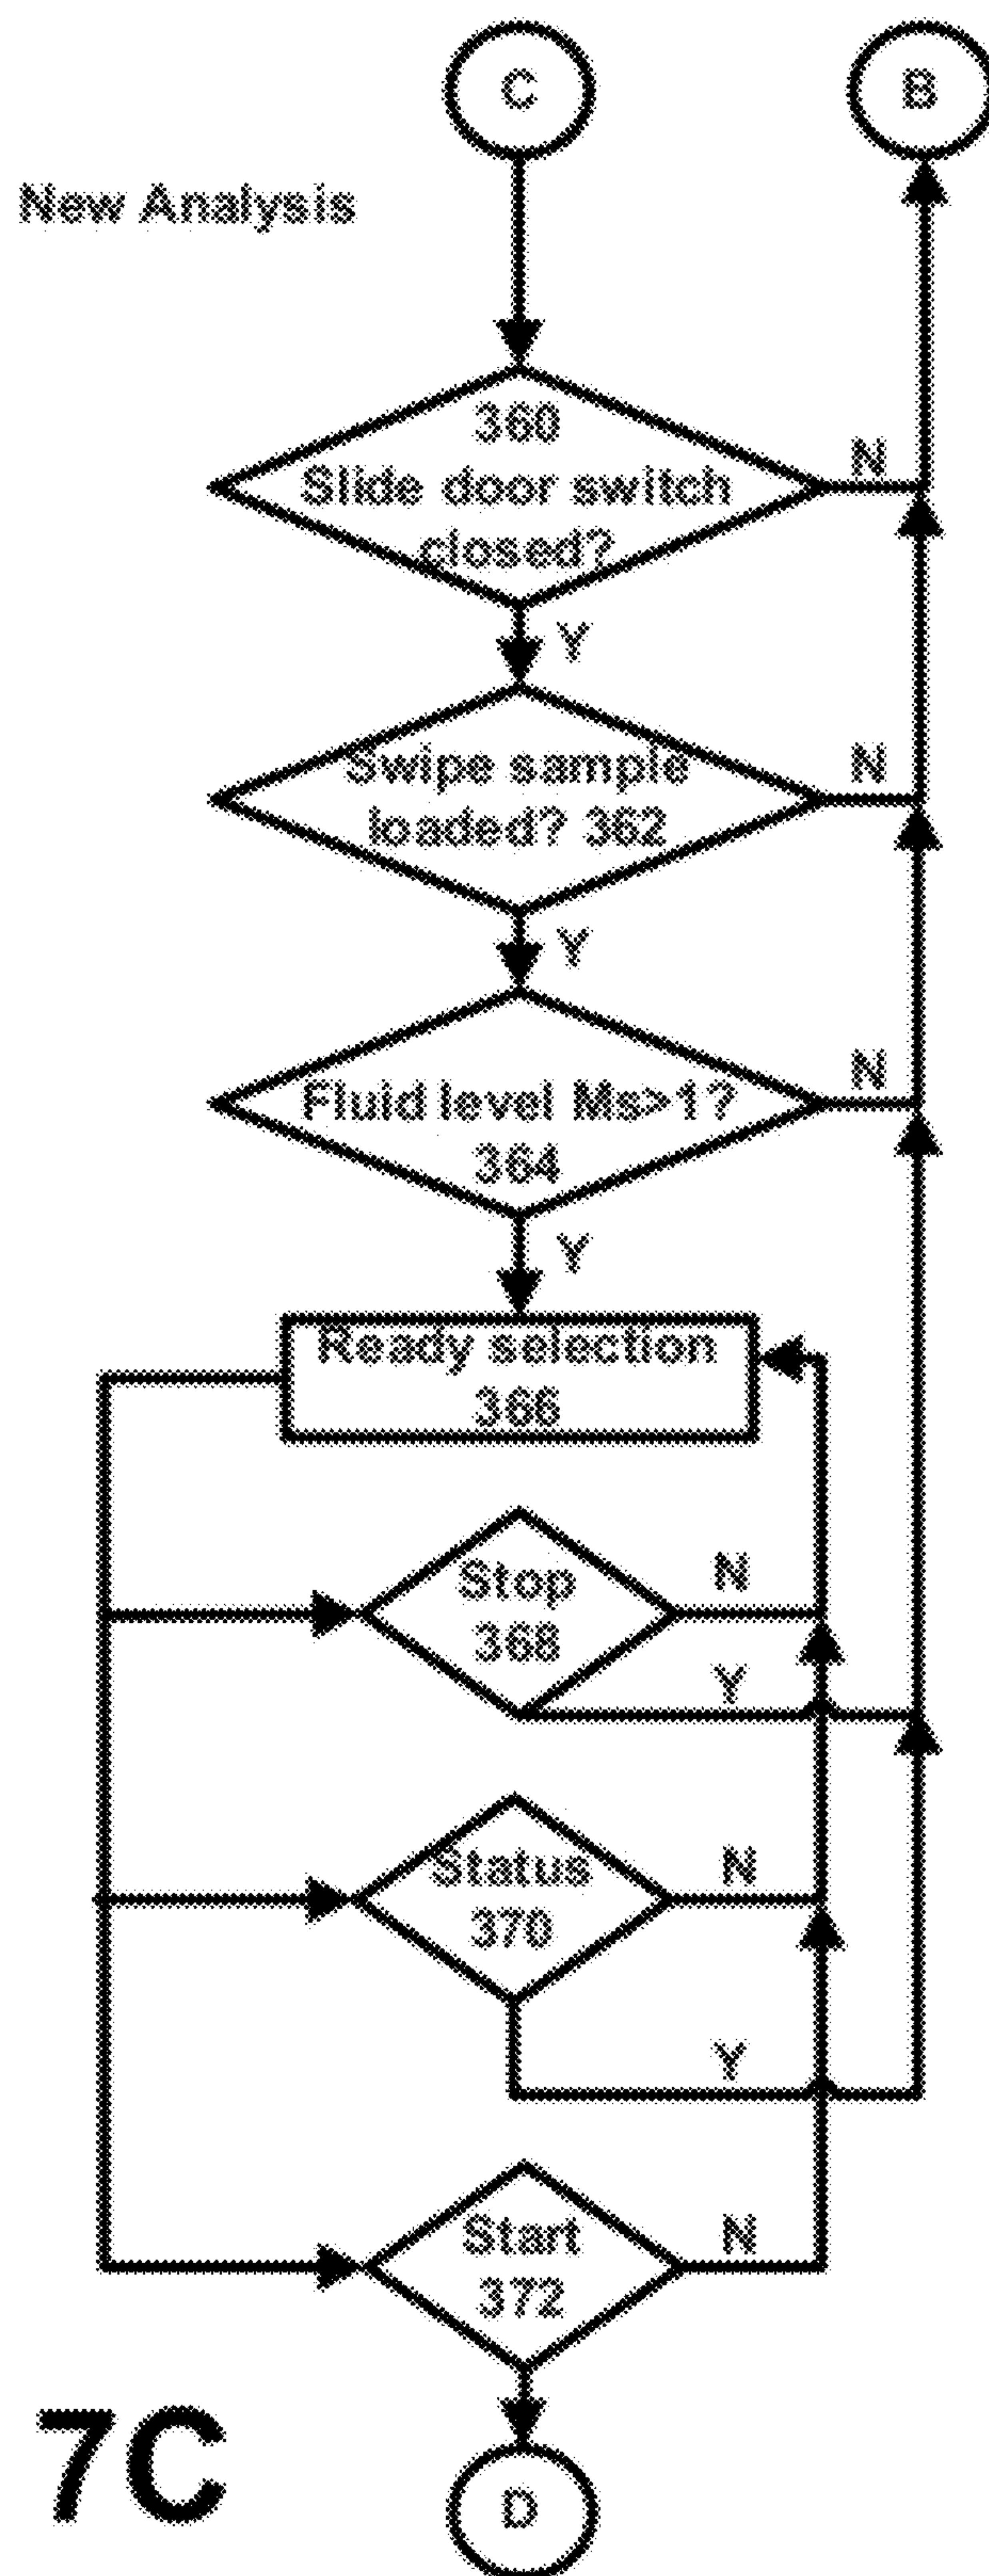 C
B
New Analysis
360
Slide door switch
closed?
N
Y
Swipe sample
loaded? 362
N
Y
Fluid level Ms>1?
364
N
Y
Ready selection
366
Stop
368
N
Y
Status
370
N
Y
Start
372
N
7C
D